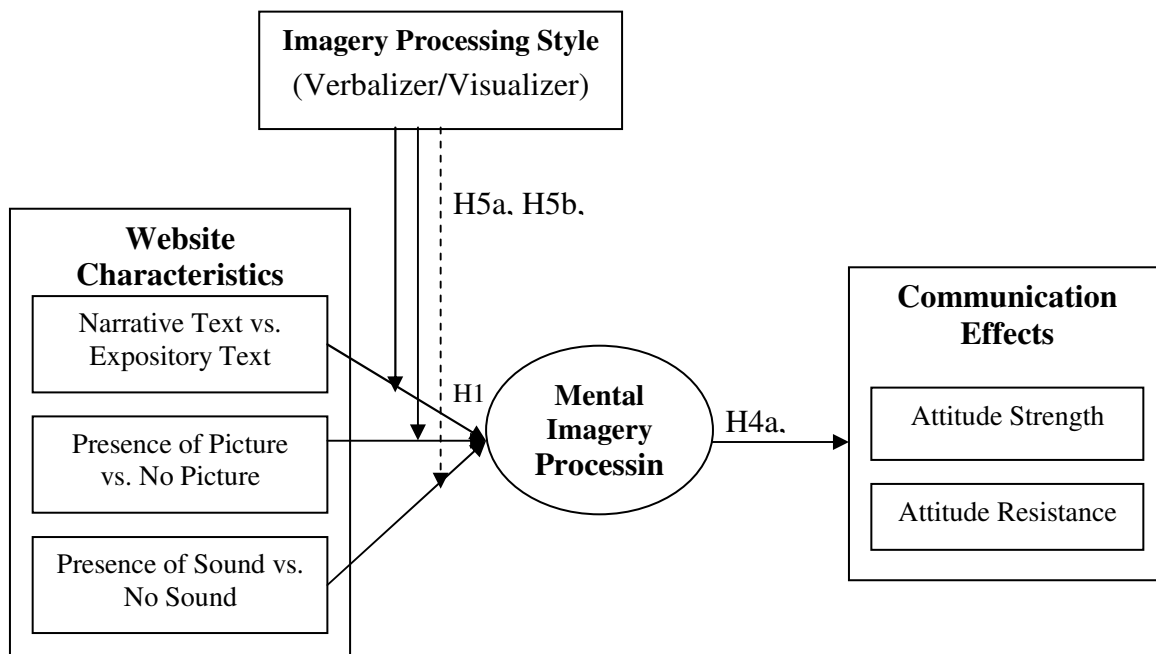 Imagery Processing Style
(Verbalizer/Visualizer)
H5a, H5b,
Website
Characteristics
Narrative Text vs.
Expository Text
Presence of Picture
vs. No Picture
Presence of Sound vs.
No Sound
H1
Mental
Imagery
Processin
H4a,
Communication
Effects
Attitude Strength
Attitude Resistance